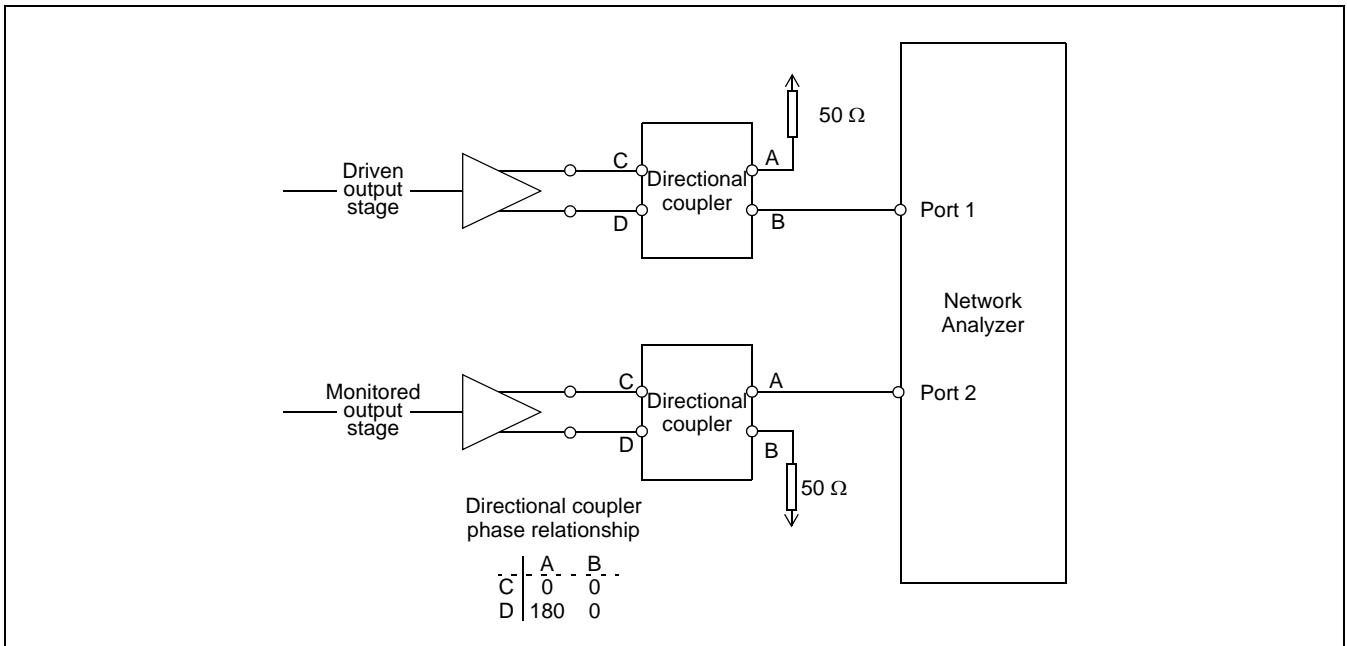 50 Ω
Driven
output
stage
C
D
Directional
coupler
A
B
Port 1
Network
Analyzer
Monitored
output
stage
C
D
Directional
coupler
A
B
Port 2
50 Ω
Directional coupler
phase relationship
A B
C 0 0
D 180 0